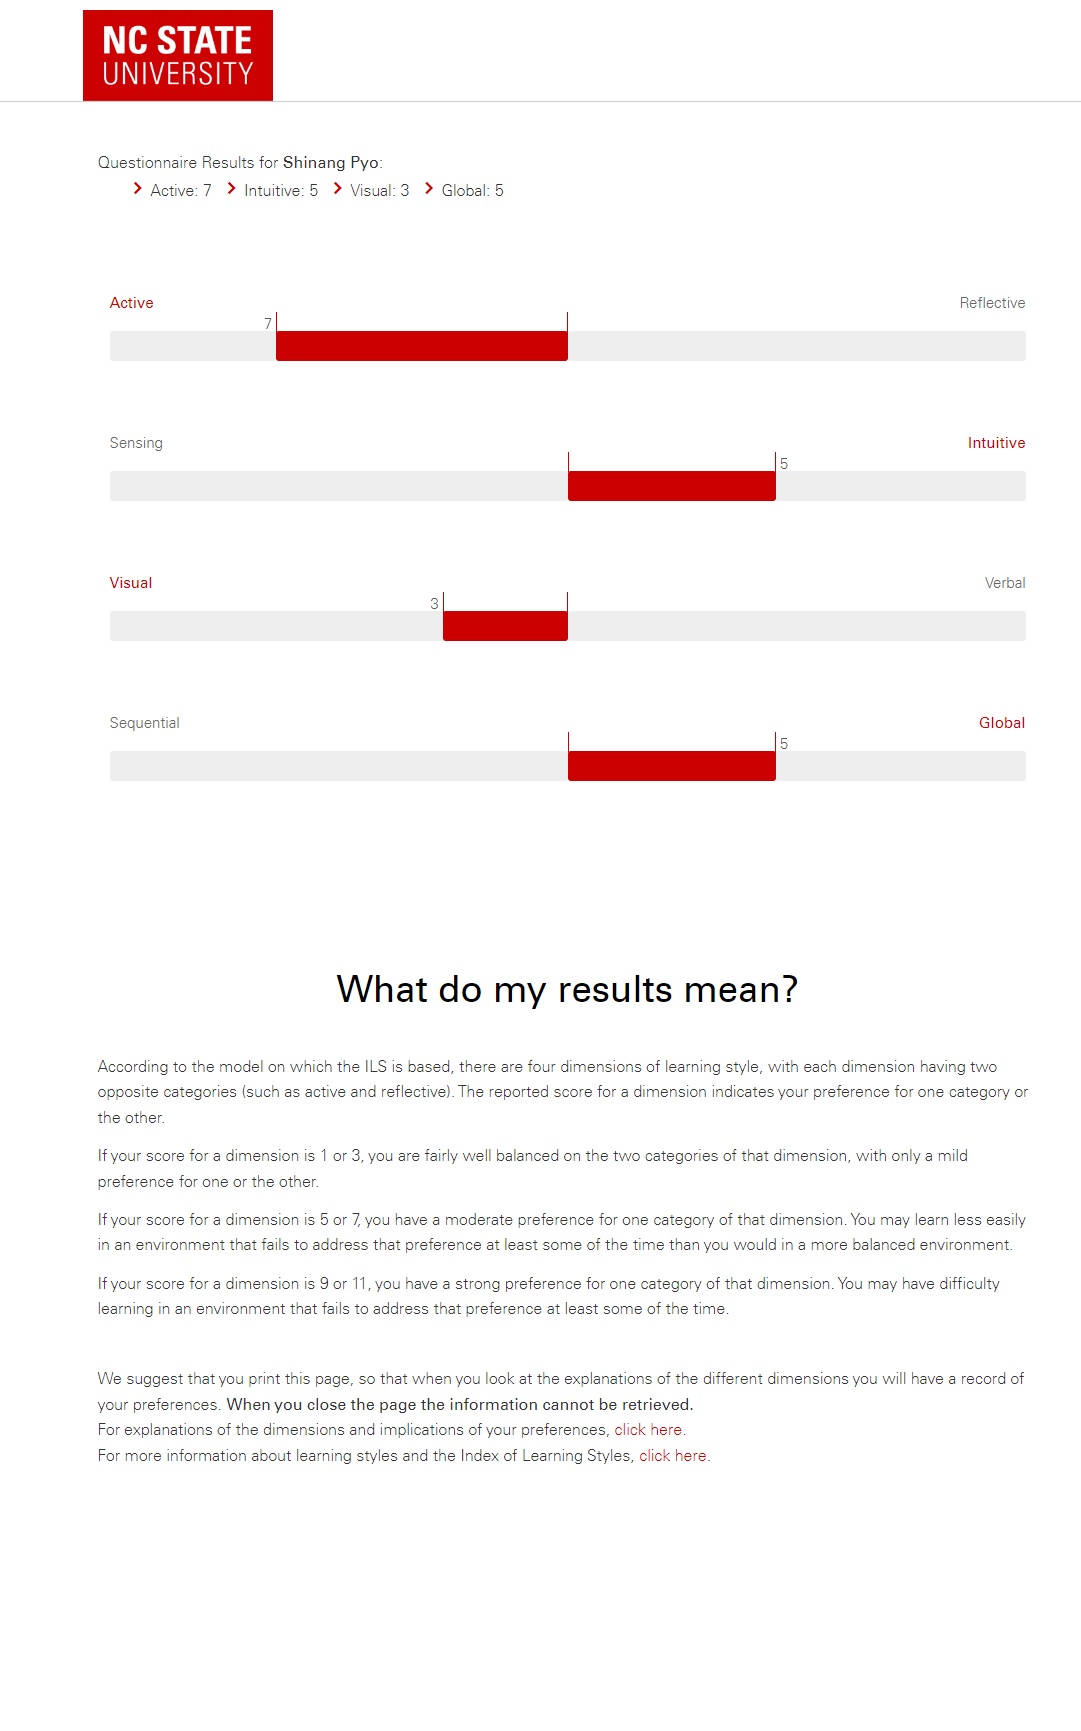 NC STATE
UNIVERSITY
Questionnaire Results for Shinang Pyo:
Active: 7 Intuitive: 5 Visual: 3 Global: 5
Active Reflective
7
Sensing Intuitive
5
Visual Verbal
3
Sequential Global
5
What do my results mean?
According to the model on which the ILS is based, there are four dimensions of learning style, with each dimension having two
opposite categories (such as active and reflective). The reported score for a dimension indicates your preference for one category or
the other.
If your score for a dimension is 1 or 3, you are fairly well balanced on the two categories of that dimension, with only a mild
preference for one or the other.
If your score for a dimension is 5 or 7, you have a moderate preference for one category of that dimension. You may learn less easily
in an environment that fails to address that preference at least some of the time than you would in a more balanced environment.
If your score for a dimension is 9 or 11, you have a strong preference for one category of that dimension. You may have difficulty
learning in an environment that fails to address that preference at least some of the time.
We suggest that you print this page, so that when you look at the explanations of the different dimensions you will have a record of
your preferences. When you close the page the information cannot be retrieved.
For explanations of the dimensions and implications of your preferences, click here.
For more information about learning styles and the Index of Learning Styles, click here.